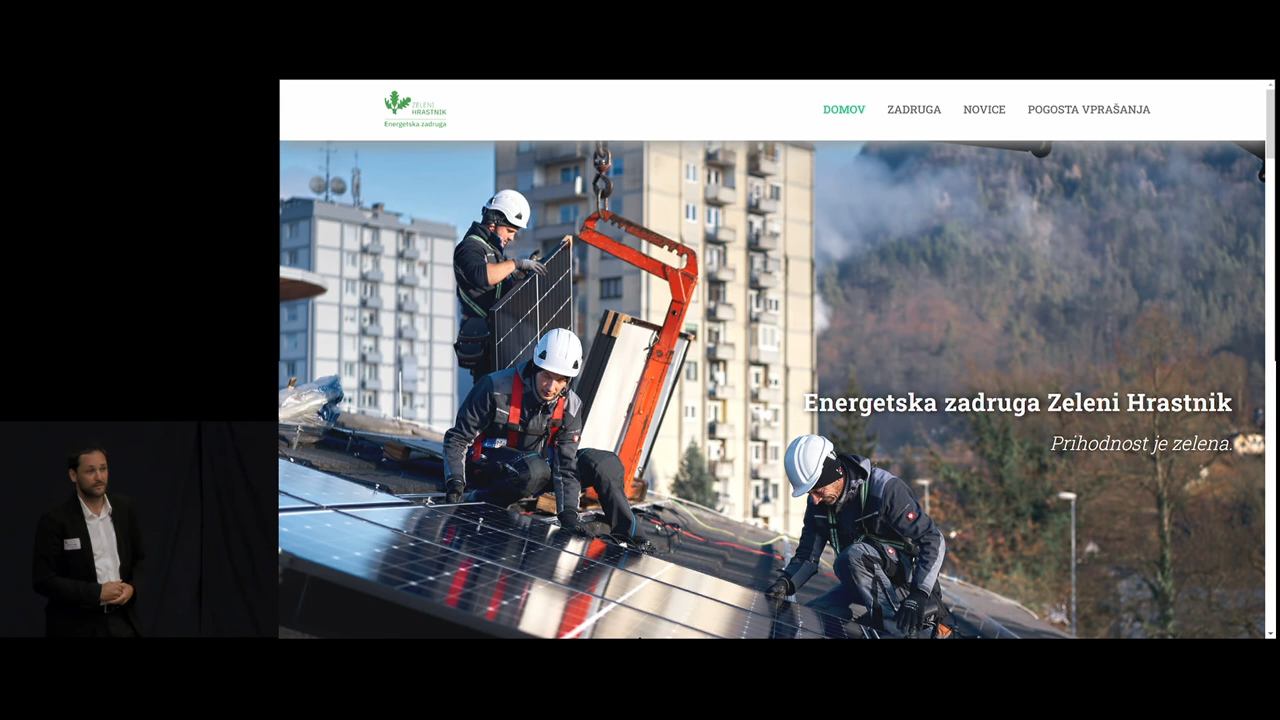 ZELENI
HRASTNIK
Energetska zadruga
DOMOV
ZADRUGA
NOVICE
POGOSTA VPRAŠANJA
Energetska zadruga Zeleni Hrastnik
Prihodnost je zelena.